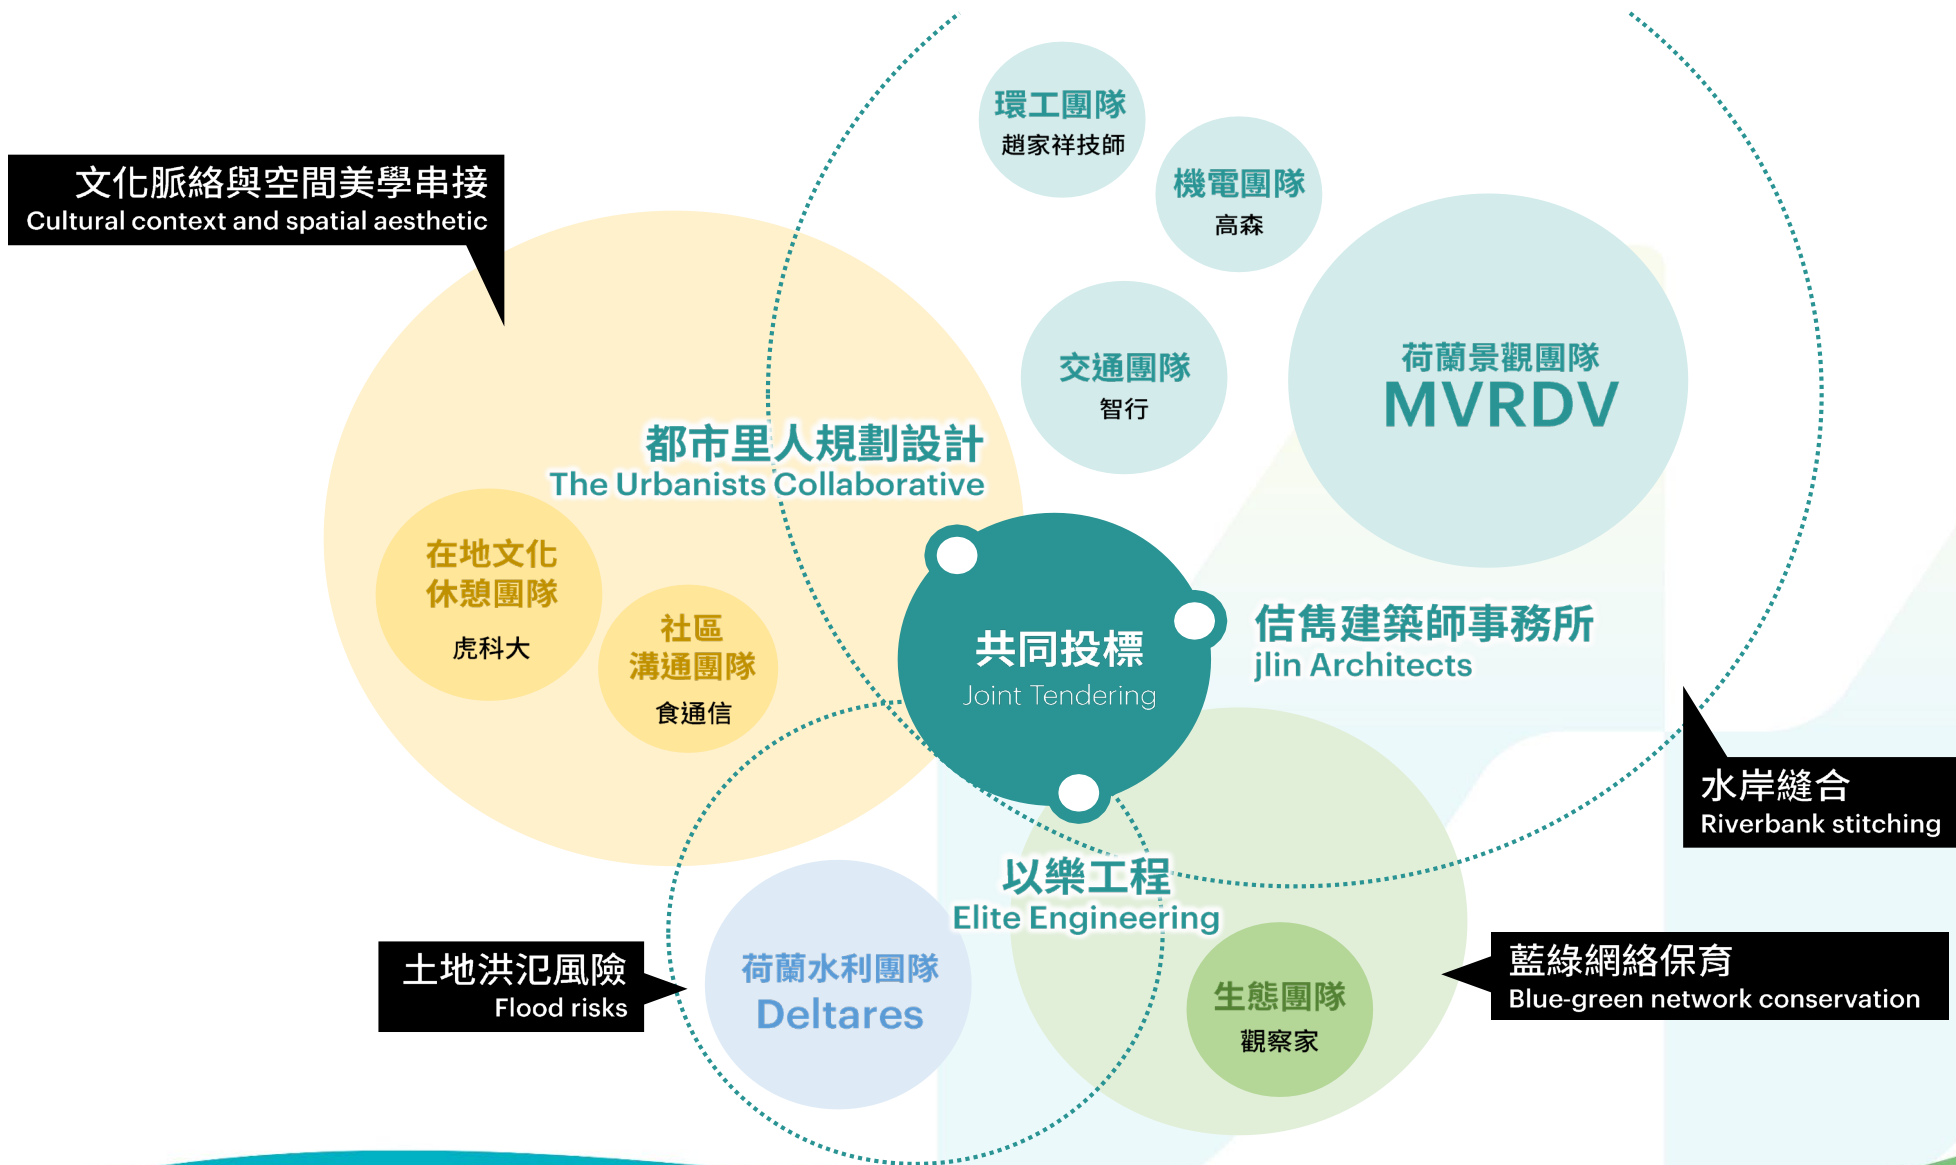 環工團隊
趙家祥技師
機電團隊
高森
文化脈絡與空間美學串接
Cultural context and spatial aesthetic
交通團隊
智行
荷蘭景觀團隊
MVRDV
都市里人規劃設計
The Urbanists Collaborative
在地文化
休憩團隊
虎科大
社區
溝通團隊
食通信
共同投標
Joint Tendering
佶雋建築師事務所
jlin Architects
水岸縫合
Riverbank stitching
以樂工程
Elite Engineering
土地洪氾風險
Flood risks
荷蘭水利團隊
Deltares
生態團隊
觀察家
藍綠網絡保育
Blue-green network conservation